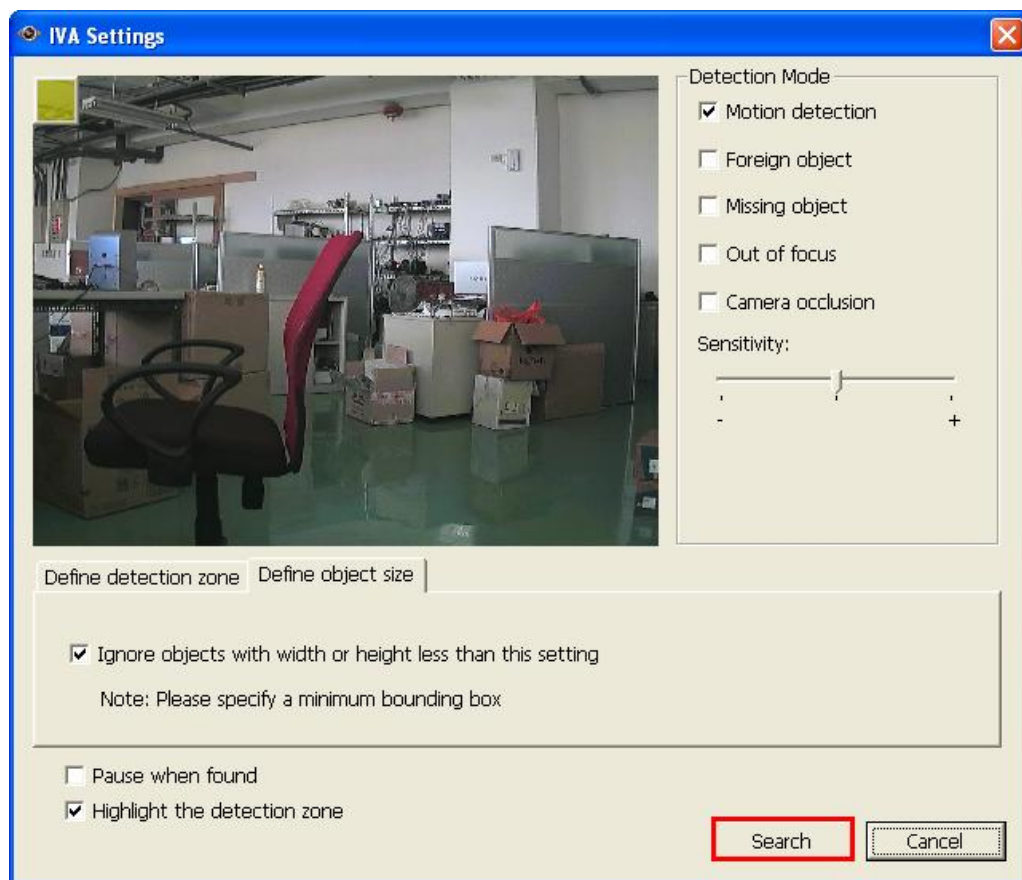 IVA Settings
Detection Mode
Motion detection
Foreign object
Missing object
Out of focus
Camera occlusion
Sensitivity:
- +
Define detection zone Define object size
Ignore objects with width or height less than this setting
Note: Please specify a minimum bounding box
Pause when found
Highlight the detection zone
Search Cancel